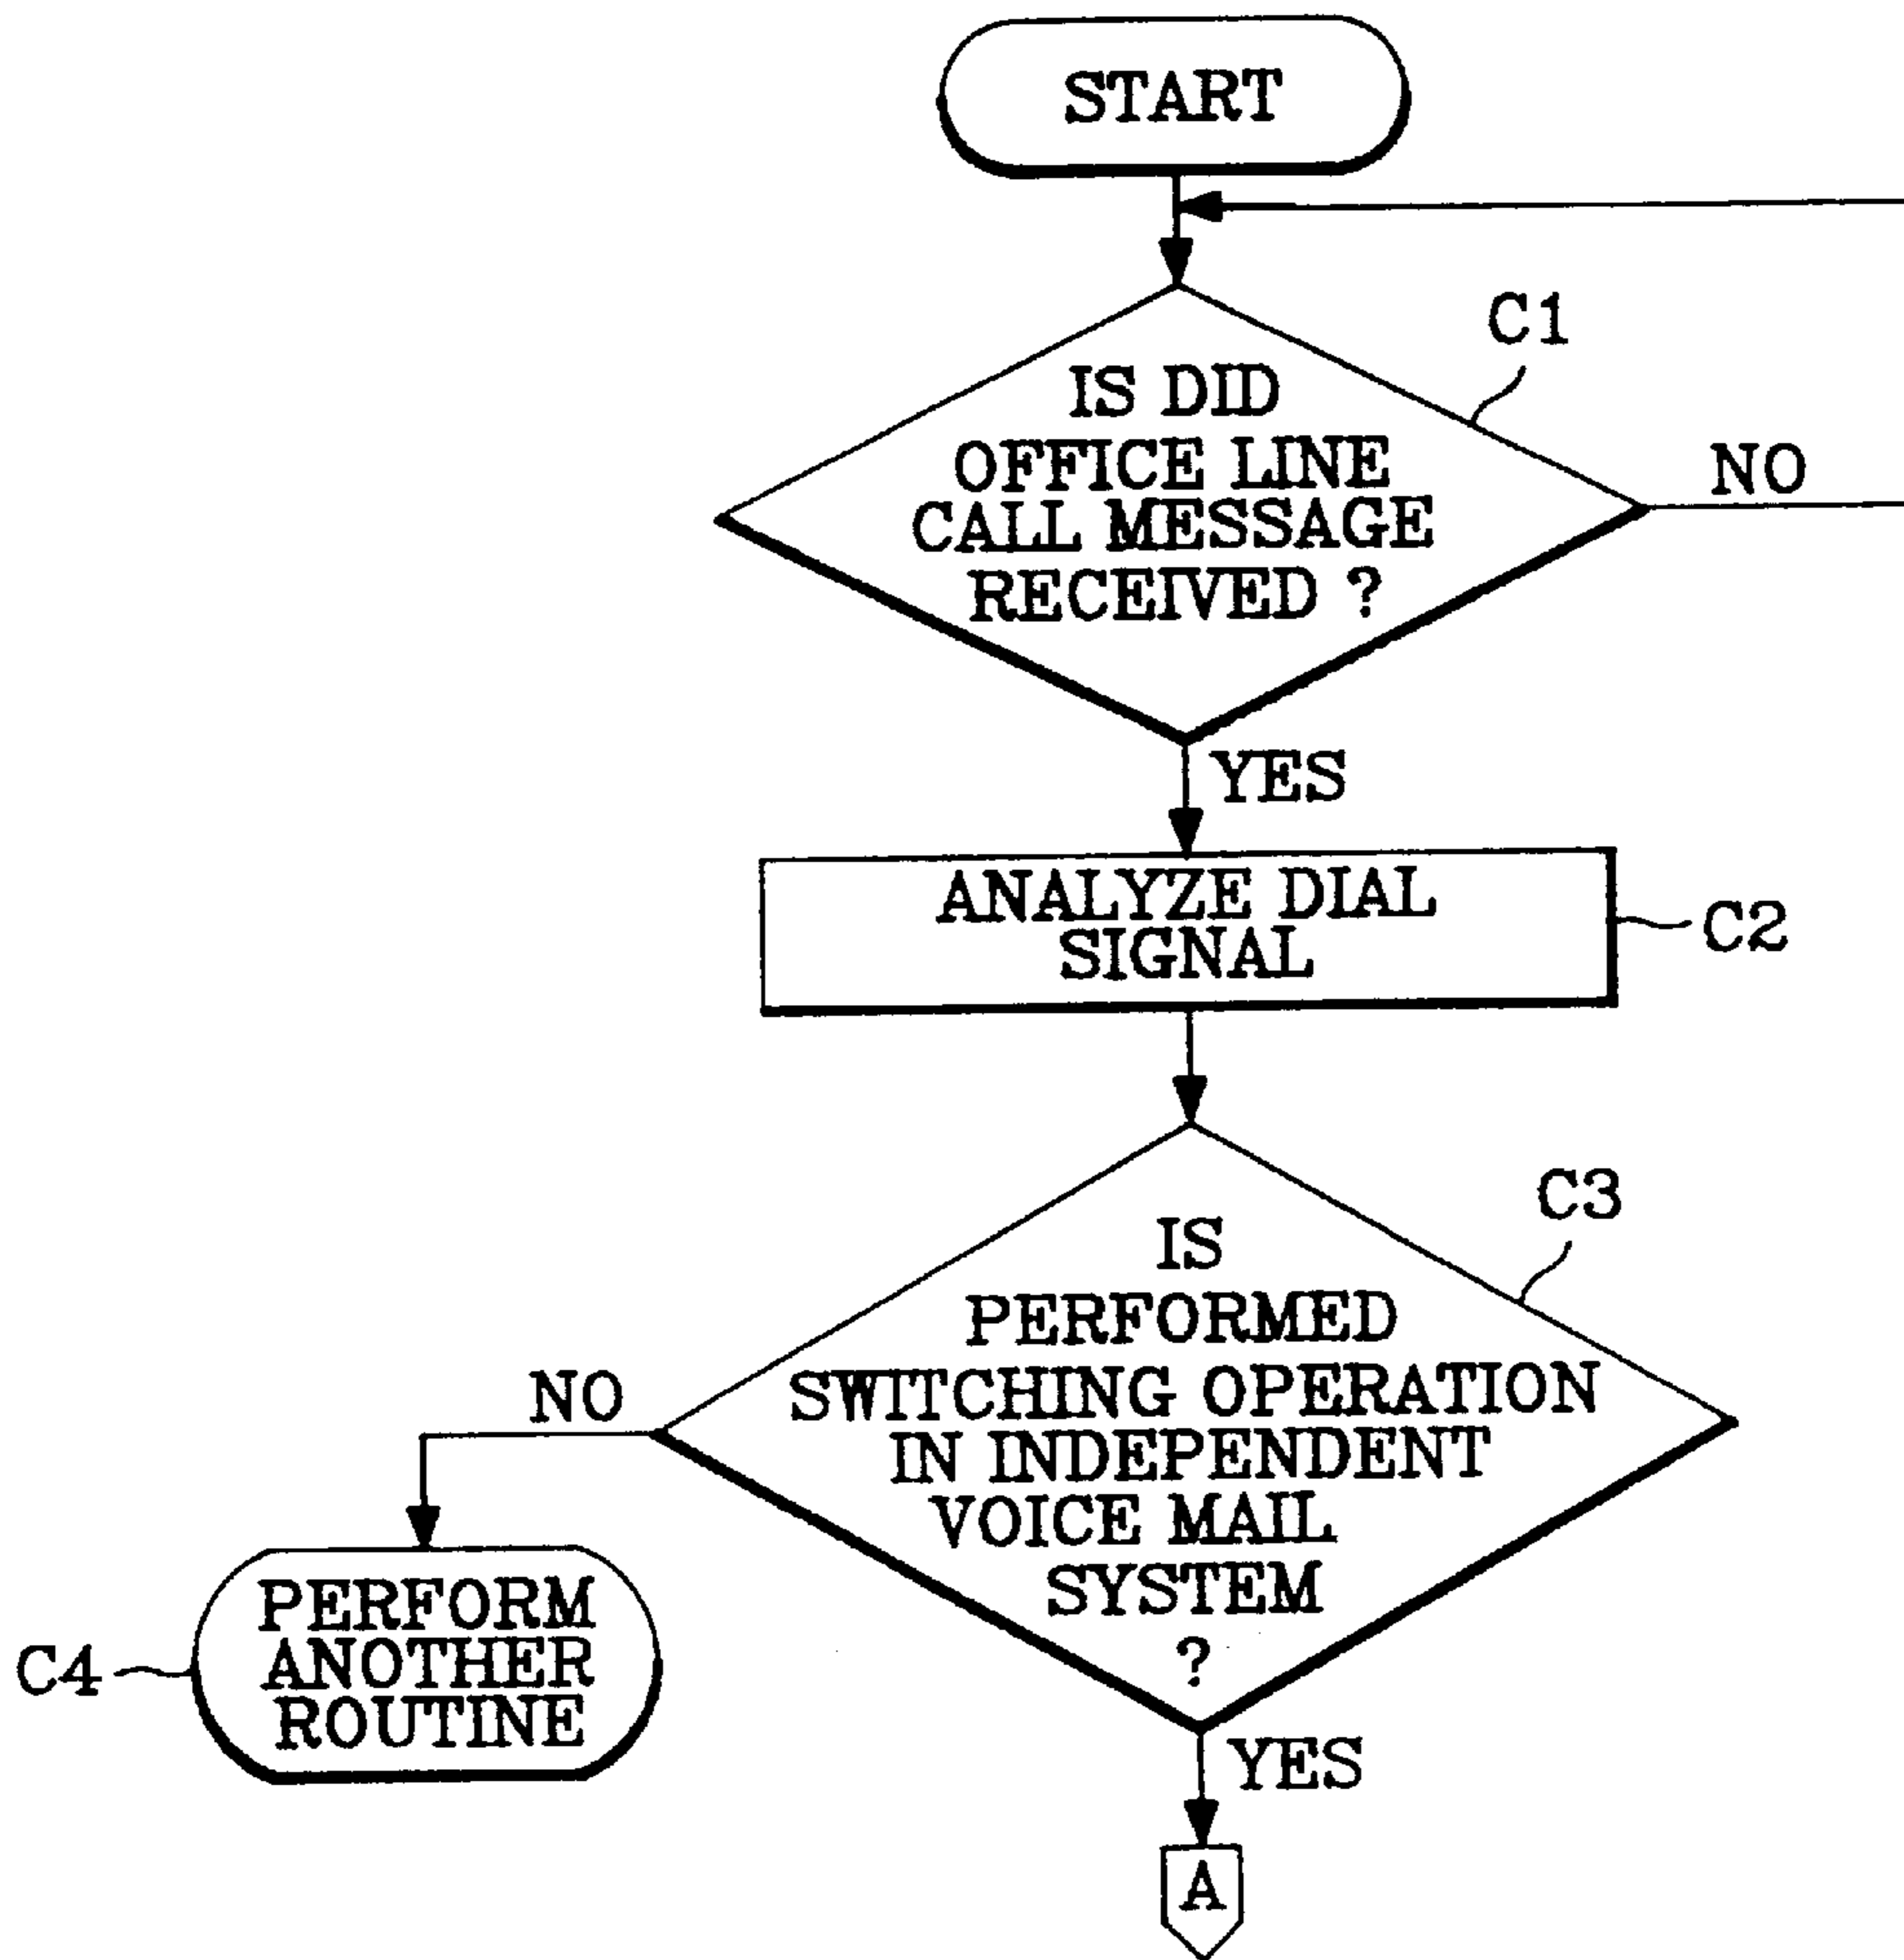 START
C1
IS DID
OFFICE LINE
CALL MESSAGE
RECEIVED ?
NO
YES
ANALYZE DIAL
SIGNAL
C2
C3
IS
PERFORMED
SWITCHING OPERATION
IN INDEPENDENT
VOICE MAIL
SYSTEM
?
NO
PERFORM
ANOTHER
ROUTINE
C4
YES
A